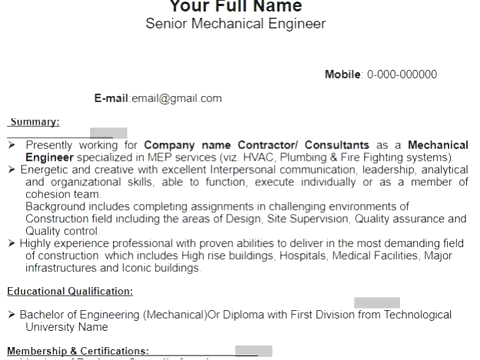 Your Full Name
Senior Mechanical Engineer
Mobile: 0-000-000000
E-mail:email@gmail.com
Summary:
➢ Presently working for Company name Contractor/ Consultants as a Mechanical
Engineer specialized in MEP services (viz. HVAC, Plumbing & Fire Fighting systems).
➢ Energetic and creative with excellent Interpersonal communication, leadership, analytical
and organizational skills, able to function, execute individually or as a member of
cohesion team.
Background includes completing assignments in challenging environments of
Construction field including the areas of Design, Site Supervision, Quality assurance and
Quality control.
➢ Highly experience professional with proven abilities to deliver in the most demanding field
of construction which includes High rise buildings, Hospitals, Medical Facilities, Major
infrastructures and Iconic buildings.
Educational Qualification:
➢ Bachelor of Engineering (Mechanical)Or Diploma with First Division from Technological
University Name
Membership & Certifications: